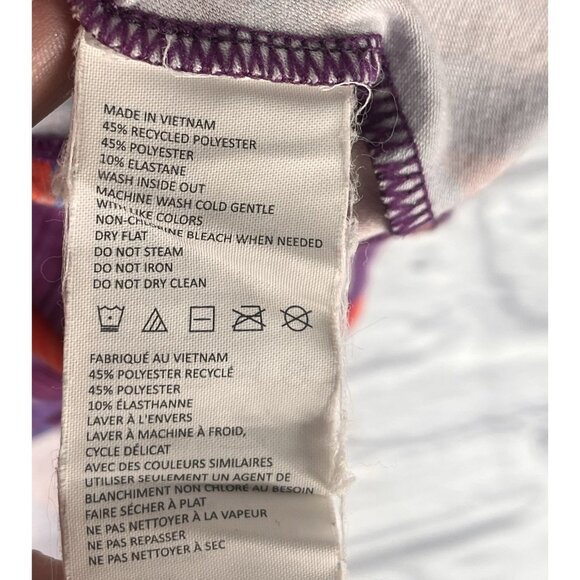 MADE IN VIETNAM
45% RECYCLED POLYESTER
45% POLYESTER
10% ELASTANE
WASH INSIDE OUT
MACHINE WASH COLD GENTLE
WITH LIKE COLORS
NON-CHLORINE BLEACH WHEN NEEDED
DRY FLAT
DO NOT STEAM
DO NOT IRON
DO NOT DRY CLEAN
FABRIQUÉ AU VIETNAM
45% POLYESTER RECYCLÉ
45% POLYESTER
10% ÉLASTHANNE
LAVER À L'ENVERS
LAVER À MACHINE À FROID,
CYCLE DÉLICAT
AVEC DES COULEURS SIMILAIRES
UTILISER SEULEMENT UN AGENT DE
BLANCHIMENT NON CHLORÉ AU BESOIN
FAIRE SÉCHER À PLAT
NE PAS NETTOYER À LA VAPEUR
NE PAS REPASSER
NE PAS NETTOYER À SEC